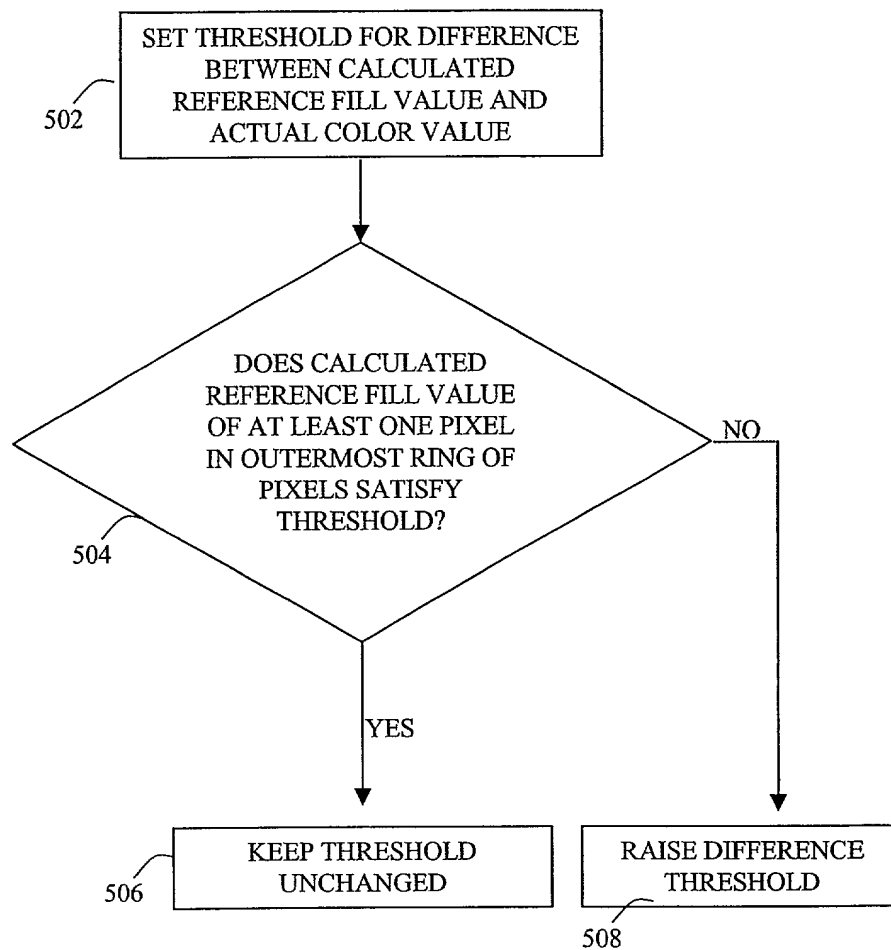 SET THRESHOLD FOR DIFFERENCE
BETWEEN CALCULATED
REFERENCE FILL VALUE AND
ACTUAL COLOR VALUE
502
DOES CALCULATED
REFERENCE FILL VALUE
OF AT LEAST ONE PIXEL
IN OUTERMOST RING OF
PIXELS SATISFY
THRESHOLD?
NO
504
YES
KEEP THRESHOLD
UNCHANGED
506
RAISE DIFFERENCE
THRESHOLD
508